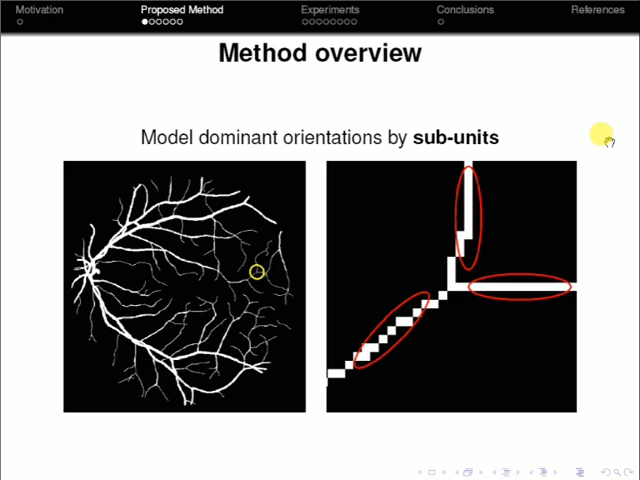 Motivation Proposed Method Experiments Conclusions References
Method overview
Model dominant orientations by sub-units